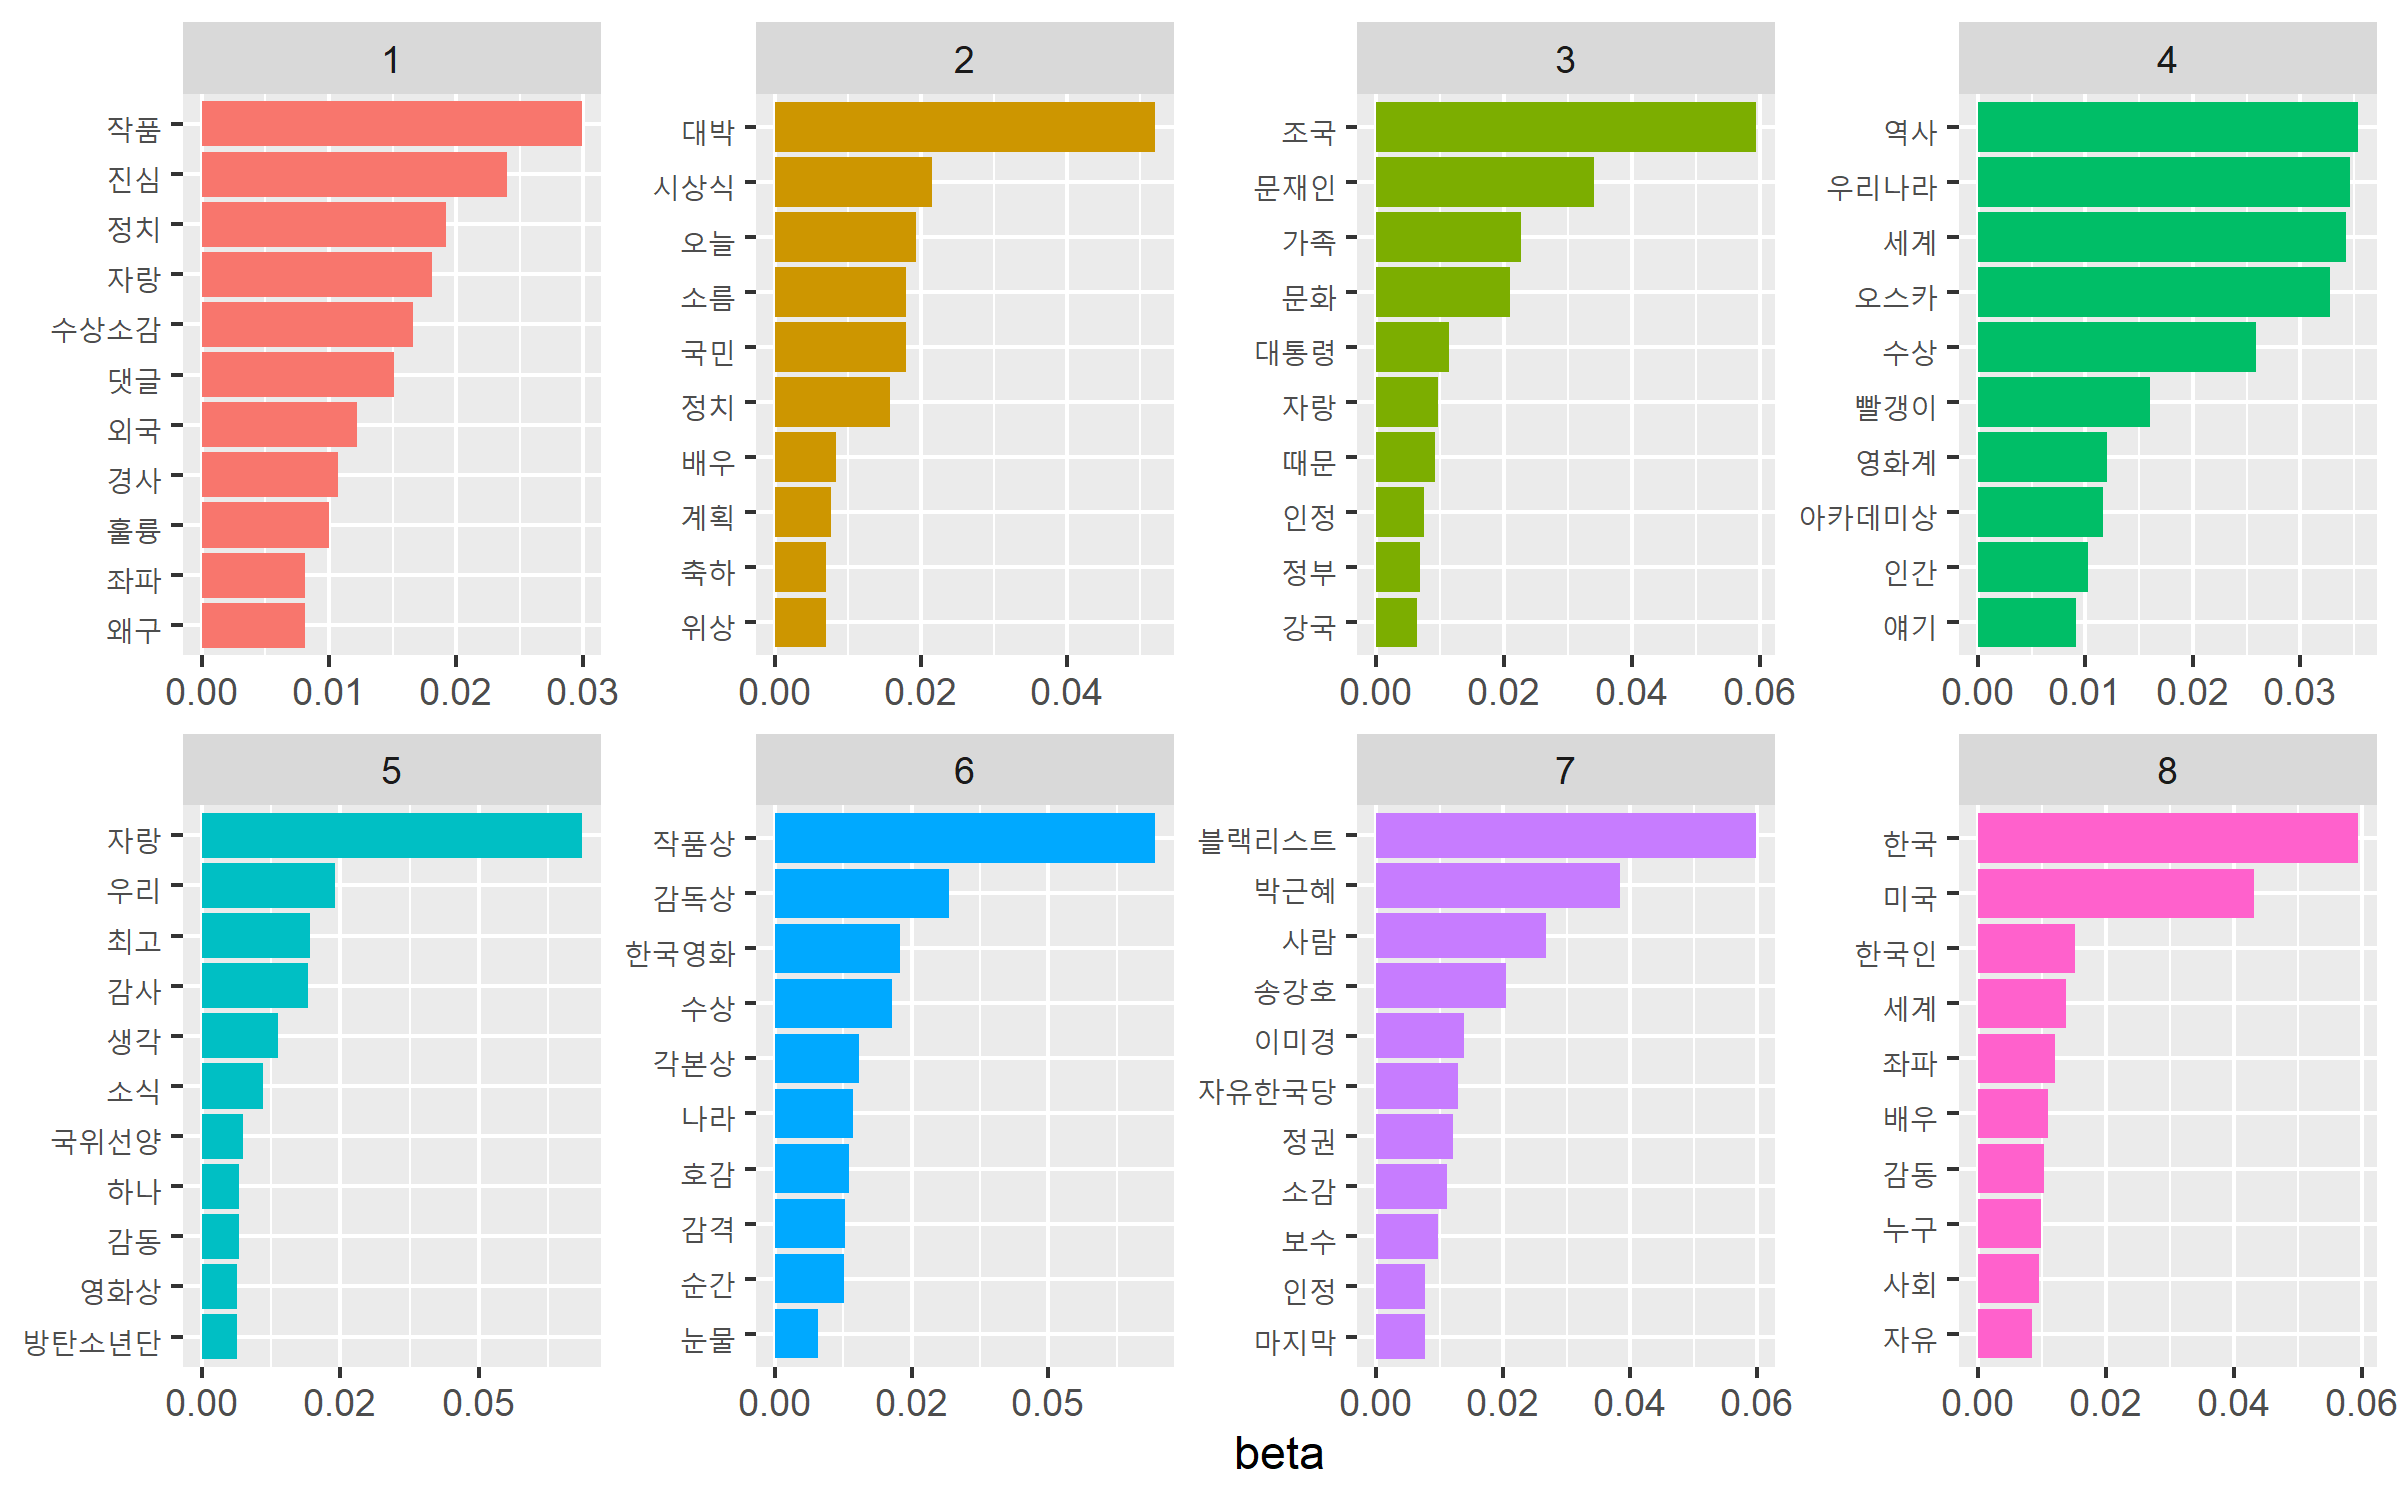 1
작품
진심
정치
자랑
수상소감
댓글
외국
경사
훌륭
좌파
왜구
0.00 0.01 0.02 0.03
2
대박
시상식
오늘
소름
국민
정치
배우
계획
축하
위상
0.00 0.02 0.04
3
조국
문재인
가족
문화
대통령
자랑
때문
인정
정부
강국
0.00 0.02 0.04 0.06
4
역사
우리나라
세계
오스카
수상
빨갱이
영화계
아카데미상
인간
얘기
0.00 0.01 0.02 0.03
5
자랑
우리
최고
감사
생각
소식
국위선양
하나
감동
영화상
방탄소년단
0.00 0.02 0.05
6
작품상
감독상
한국영화
수상
각본상
나라
호감
감격
순간
눈물
0.00 0.02 0.05
7
블랙리스트
박근혜
사람
송강호
이미경
자유한국당
정권
소감
보수
인정
마지막
0.00 0.02 0.04 0.06
8
한국
미국
한국인
세계
좌파
배우
감동
누구
사회
자유
0.00 0.02 0.04 0.06
beta